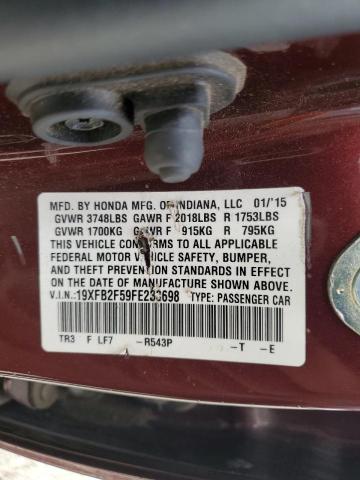 MFD. BY HONDA MFG. OF INDIANA, LLC 01/'15
GVWR 3748LBS GAWR F 2018LBS R 1753LBS
GVWR 1700KG F 915KG R 795KG
THIS VEHICLE CONFORMS TO ALL APPLICABLE
FEDERAL MOTOR VEHICLE SAFETY, BUMPER,
AND THEFT PREVENTION STANDARDS IN EFFECT
ON THE DATE OF MANUFACTURE SHOWN ABOVE.
V.I.N.: TYPE: PASSENGER CAR
TR3 F LF7 -R543P -T -E